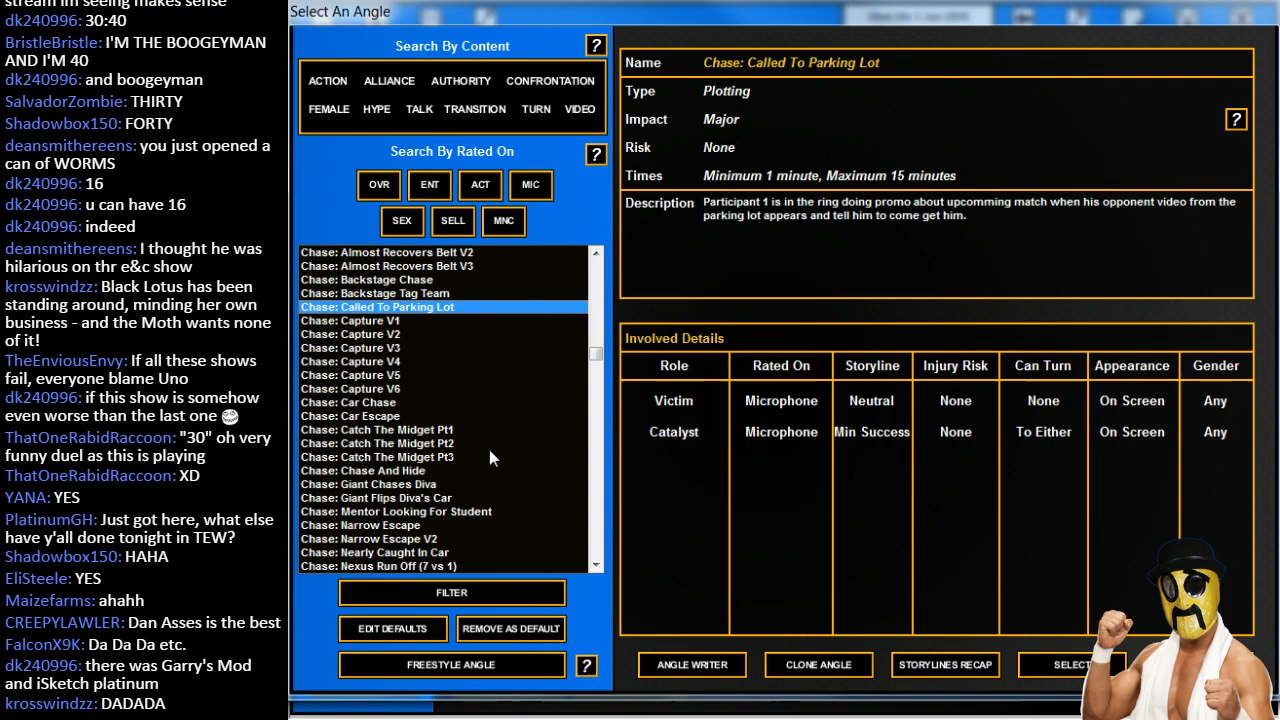 stream im seeing makes sense
dk240996: 30:40
BristleBristle: I'M THE BOOGEYMAN
AND I'M 40
dk240996: and boogeyman
SalvadorZombie: THIRTY
Shadowbox150: FORTY
deansmithereens: you just opened a
can of WORMS
dk240996: 16
dk240996: u can have 16
dk240996: indeed
deansmithereens: I thought he was
hilarious on thr e&c show
krosswindzz: Black Lotus has been
standing around, minding her own
business - and the Moth wants none
of it!
TheEnviousEnvy: If all these shows
fail, everyone blame Uno
dk240996: if this show is somehow
even worse than the last one
ThatOneRabidRaccoon: "30" oh very
funny duel as this is playing
ThatOneRabidRaccoon: XD
YANA: YES
PlatinumGH: Just got here, what else
have y'all done tonight in TEW?
Shadowbox150: HAHA
EliSteele: YES
Maizefarms: ahahh
CREEPYLAWLER: Dan Asses is the best
FalconX9K: Da Da Da etc.
dk240996: there was Garry's Mod
and iSketch platinum
krosswindzz: DADADA
Select An Angle
Search By Content
?
ACTION ALLIANCE AUTHORITY CONFRONTATION
FEMALE HYPE TALK TRANSITION TURN VIDEO
Search By Rated On
?
OVR ENT ACT MIC
SEX SELL MNC
Chase: Almost Recovers Belt V2
Chase: Almost Recovers Belt V3
Chase: Backstage Chase
Chase: Backstage Tag Team
Chase: Called To Parking Lot
Chase: Capture V1
Chase: Capture V2
Chase: Capture V3
Chase: Capture V4
Chase: Capture V5
Chase: Capture V6
Chase: Car Chase
Chase: Car Escape
Chase: Catch The Midget Pt1
Chase: Catch The Midget Pt2
Chase: Catch The Midget Pt3
Chase: Chase And Hide
Chase: Giant Chases Diva
Chase: Giant Flips Diva's Car
Chase: Mentor Looking For Student
Chase: Narrow Escape
Chase: Narrow Escape V2
Chase: Nearly Caught In Car
Chase: Nexus Run Off (7 vs 1)
FILTER
EDIT DEFAULTS REMOVE AS DEFAULT
FREESTYLE ANGLE ?
Name Chase: Called To Parking Lot
Type Plotting
Impact Major ?
Risk None
Times Minimum 1 minute, Maximum 15 minutes
Description Participant 1 is in the ring doing promo about upcomming match when his opponent video from the
parking lot appears and tell him to come get him.
Involved Details
Role Rated On Storyline Injury Risk Can Turn Appearance Gender
Victim Microphone Neutral None None On Screen Any
Catalyst Microphone Min Success None To Either On Screen Any
ANGLE WRITER CLONE ANGLE STORYLINES RECAP SELECT